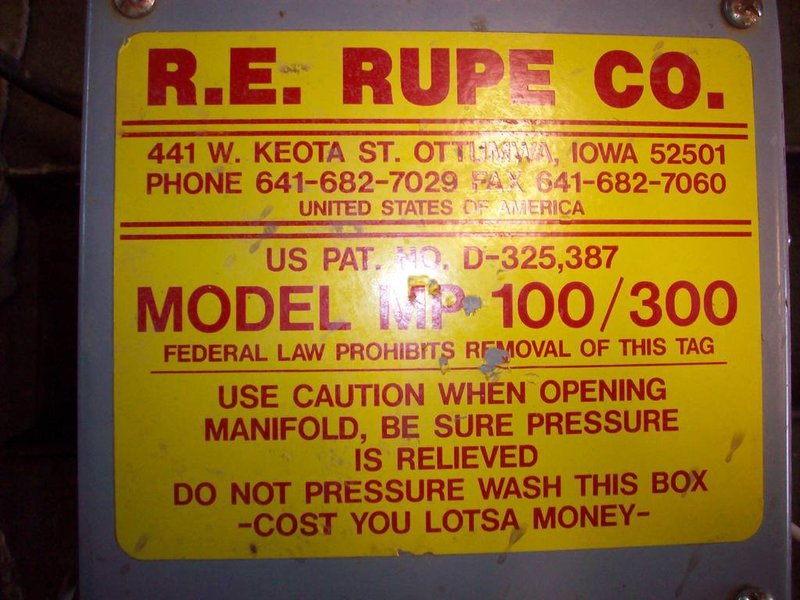 R.E. RUPE CO.
441 W. KEOTA ST. OTTUMWA, IOWA 52501
PHONE 641-682-7029 FAX 641-682-7060
UNITED STATES OF AMERICA
US PAT. NO. D-325,387
MODEL MP 100/300
FEDERAL LAW PROHIBITS REMOVAL OF THIS TAG
USE CAUTION WHEN OPENING
MANIFOLD, BE SURE PRESSURE
IS RELIEVED
DO NOT PRESSURE WASH THIS BOX
-COST YOU LOTSA MONEY-